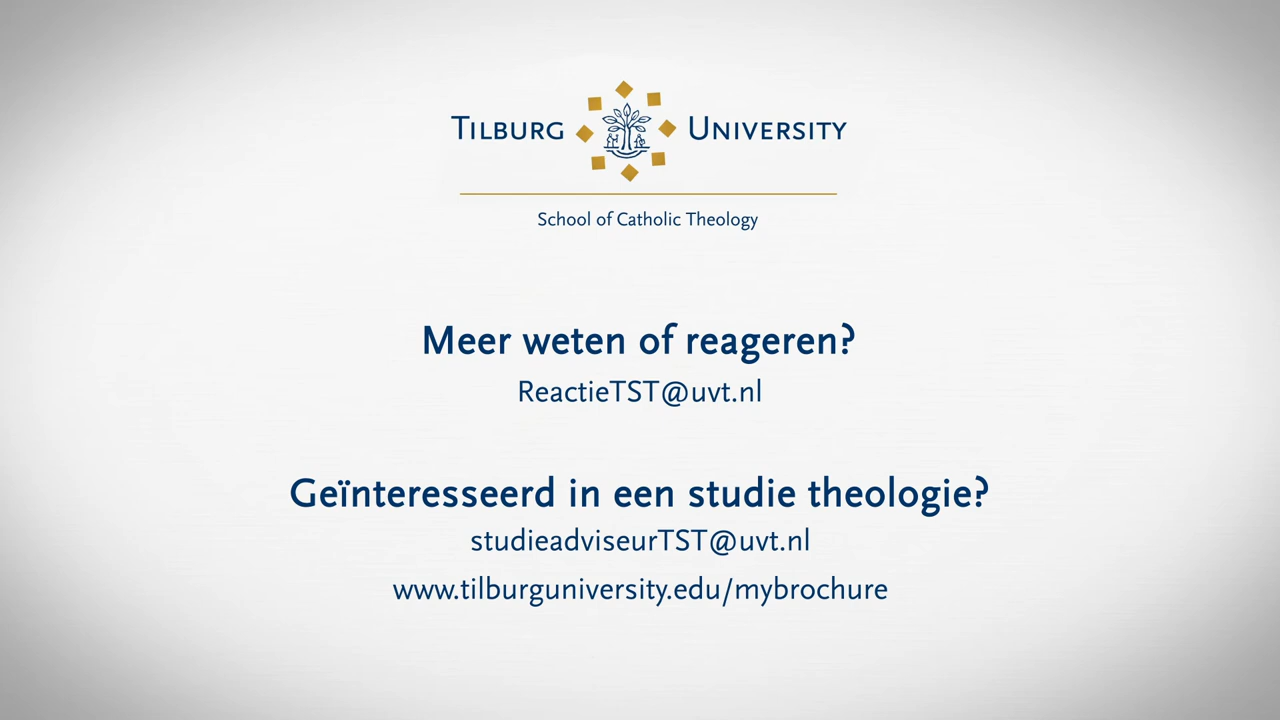 TILBURG UNIVERSITY
School of Catholic Theology
Meer weten of reageren?
ReactieTST@uvt.nl
Geïnteresseerd in een studie theologie?
studieadviseurTST@uvt.nl
www.tilburguniversity.edu/mybrochure